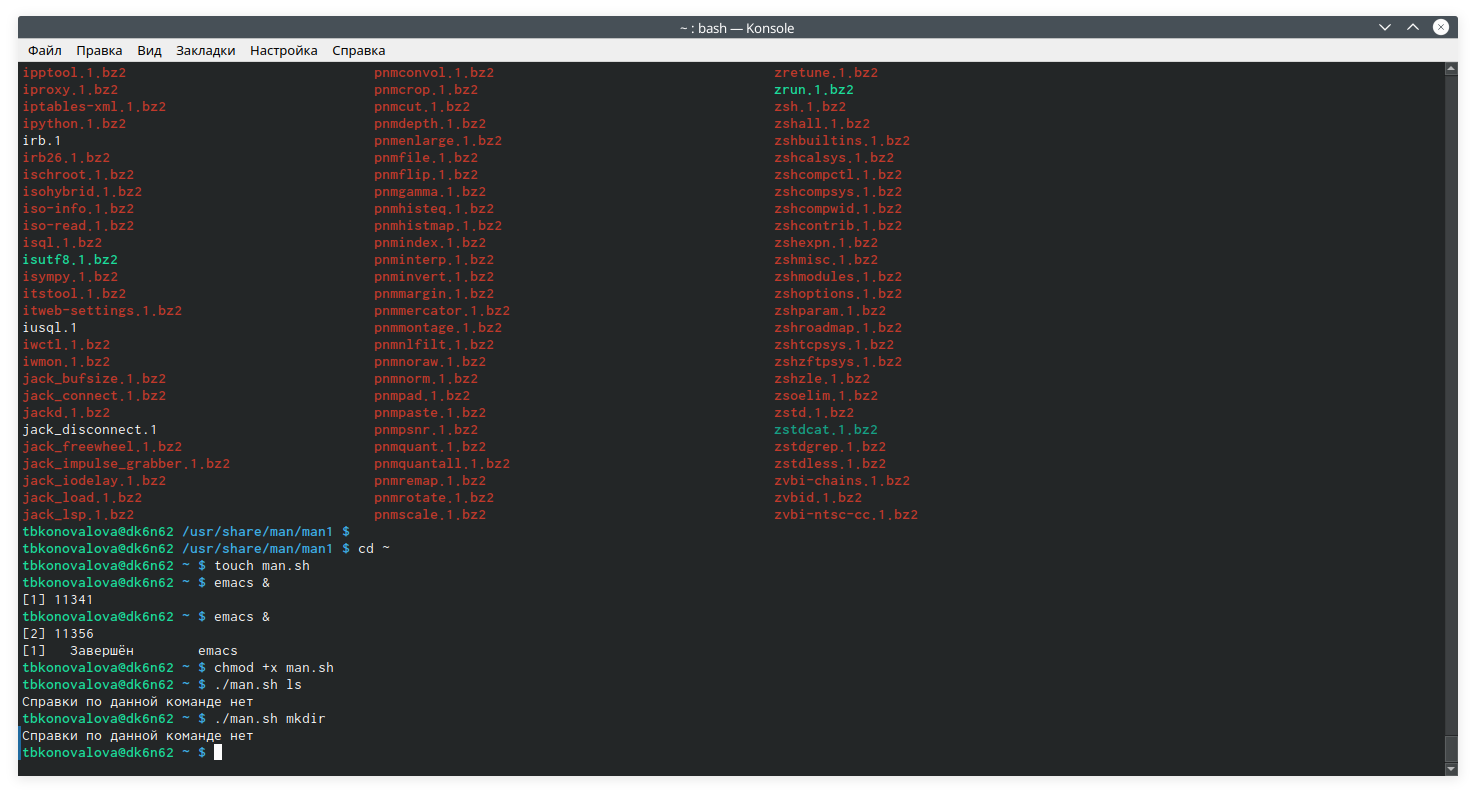 ~ : bash — Konsole
Файл Правка Вид Закладки Настройка Справка
ipptool.1.bz2 pnmconvol.1.bz2 zretune.1.bz2
iproxy.1.bz2 pnmcrop.1.bz2 zrun.1.bz2
iptables-xml.1.bz2 pnmcut.1.bz2 zsh.1.bz2
ipython.1.bz2 pnmdepth.1.bz2 zshall.1.bz2
irb.1 pnmenlarge.1.bz2 zshbuiltins.1.bz2
irb26.1.bz2 pnmfile.1.bz2 zshcalsys.1.bz2
ischroot.1.bz2 pnmflip.1.bz2 zshcompctl.1.bz2
isohybrid.1.bz2 pnmgamma.1.bz2 zshcompsys.1.bz2
iso-info.1.bz2 pnmhisteq.1.bz2 zshcompwid.1.bz2
iso-read.1.bz2 pnmhistmap.1.bz2 zshcontrib.1.bz2
isql.1.bz2 pnmindex.1.bz2 zshexpn.1.bz2
isutf8.1.bz2 pnminterp.1.bz2 zshmisc.1.bz2
isympy.1.bz2 pnminvert.1.bz2 zshmodules.1.bz2
itstool.1.bz2 pnmmargin.1.bz2 zshoptions.1.bz2
itweb-settings.1.bz2 pnmmercator.1.bz2 zshparam.1.bz2
iusql.1 pnmmontage.1.bz2 zshroadmap.1.bz2
iwctl.1.bz2 pnmnlfilt.1.bz2 zshtcpsys.1.bz2
iwmon.1.bz2 pnmnoraw.1.bz2 zshzftpsys.1.bz2
jack_bufsize.1.bz2 pnmnorm.1.bz2 zshzle.1.bz2
jack_connect.1.bz2 pnmpad.1.bz2 zsoelim.1.bz2
jackd.1.bz2 pnmpaste.1.bz2 zstd.1.bz2
jack_disconnect.1 pnmpsnr.1.bz2 zstdcat.1.bz2
jack_freewheel.1.bz2 pnmquant.1.bz2 zstdgrep.1.bz2
jack_impulse_grabber.1.bz2 pnmquantall.1.bz2 zstdless.1.bz2
jack_iodelay.1.bz2 pnmremap.1.bz2 zvbi-chains.1.bz2
jack_load.1.bz2 pnmrotate.1.bz2 zvbid.1.bz2
jack_lsp.1.bz2 pnmscale.1.bz2 zvbi-ntsc-cc.1.bz2
tbkonovalova@dk6n62 /usr/share/man/man1 $
tbkonovalova@dk6n62 /usr/share/man/man1 $ cd ~
tbkonovalova@dk6n62 ~ $ touch man.sh
tbkonovalova@dk6n62 ~ $ emacs &
[1] 11341
tbkonovalova@dk6n62 ~ $ emacs &
[2] 11356
[1] Завершён emacs
tbkonovalova@dk6n62 ~ $ chmod +x man.sh
tbkonovalova@dk6n62 ~ $ ./man.sh ls
Справки по данной команде нет
tbkonovalova@dk6n62 ~ $ ./man.sh mkdir
Справки по данной команде нет
tbkonovalova@dk6n62 ~ $